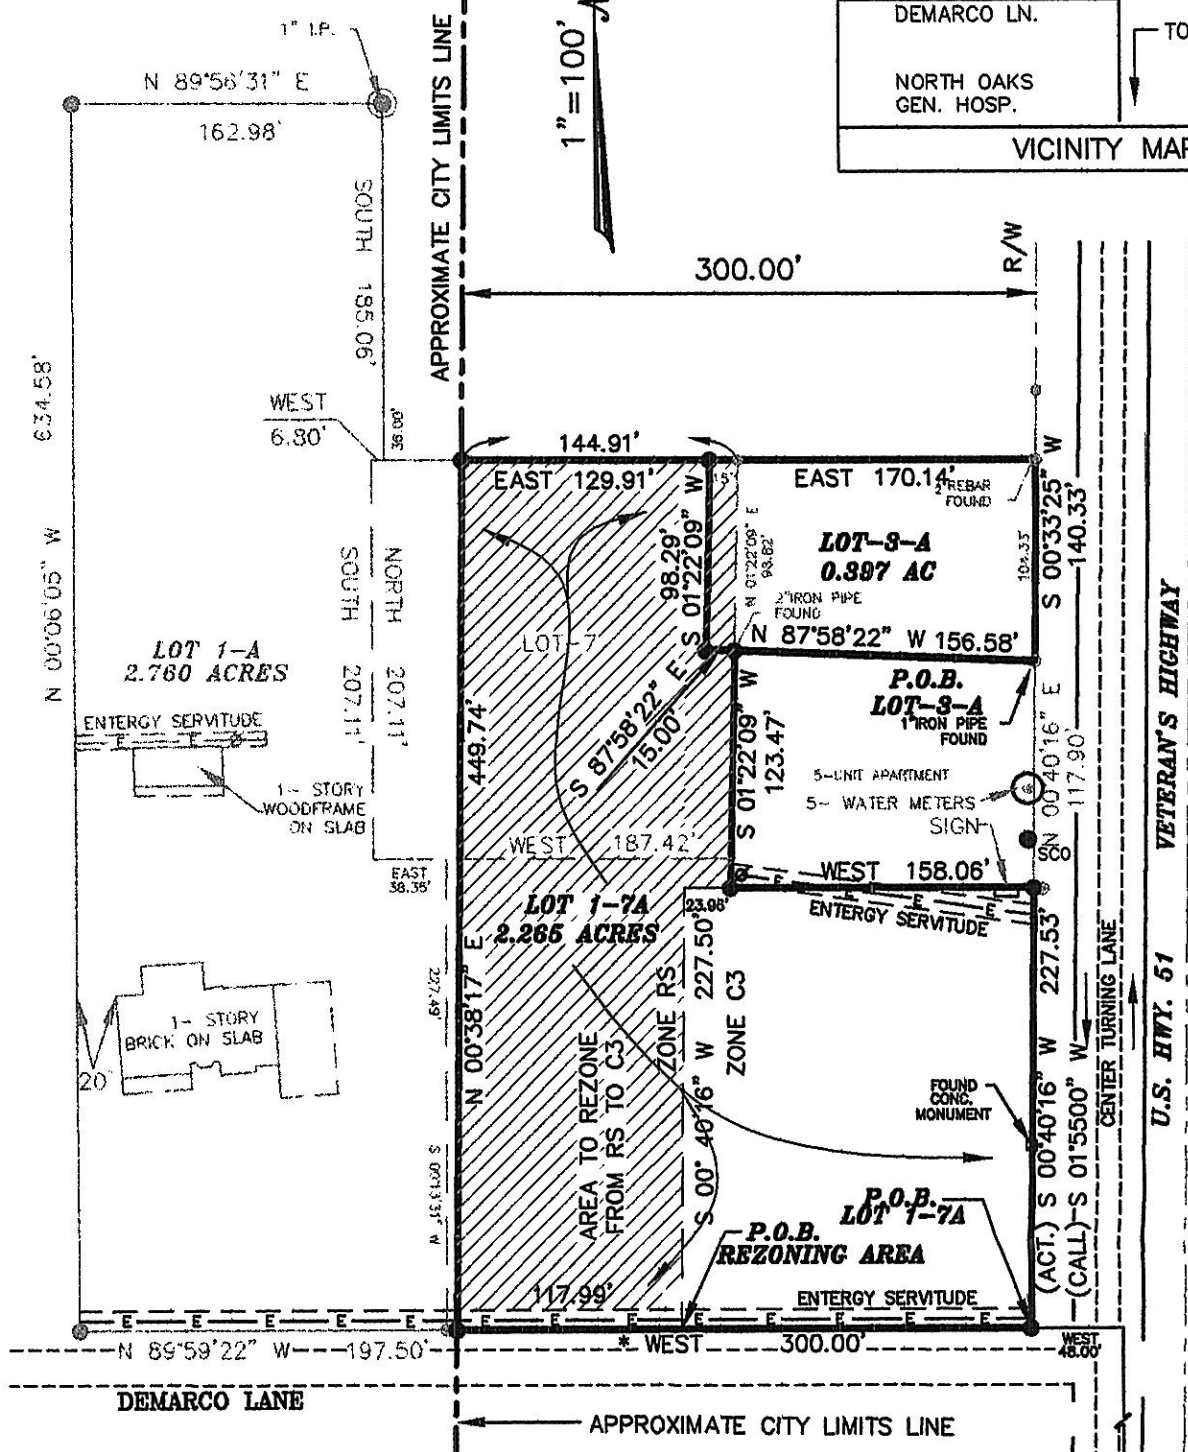 1" I.P.
N 89°56'31" E
162.98'
SOUTH 185.06'
APPROXIMATE CITY LIMITS LINE
1"=100'
DEMARCO LN.
TO
NORTH OAKS
GEN. HOSP.
VICINITY MAP
300.00'
R/W
634.58'
N 00°06'05" W
WEST
6.80'
36.00'
144.91'
EAST 129.91'
15'
EAST 170.14'
REBAR
FOUND
S 00°33'25" W
140.33'
98.29'
S 01°22'09" W
N 01°22'09" E
LOT-3-A
0.397 AC
2"IRON PIPE
FOUND
N 87°58'22" W 156.58'
LOT-7
NORTH 207.11'
SOUTH 207.11'
LOT 1-A
2.760 ACRES
ENTERGY SERVITUDE
E E
1- STORY
WOODFRAME
ON SLAB
449.74'
S 87°58'22" E
15.00'
S 01°22'09" W
123.47'
P.O.B.
LOT-3-A
1"IRON PIPE
FOUND
N 00°40'16" E
117.90'
5-UNIT APARTMENT
5- WATER METERS
SIGN
SCO
WEST 187.42'
WEST 158.06'
EAST
38.35'
LOT 1-7A
2.265 ACRES
23.96'
E E E
ENTERGY SERVITUDE
VETERAN'S HIGHWAY
U.S. HWY. 51
CENTER TURNING LANE
227.53'
(ACT.) S 00°40'16" W
(CALL) S 01°5500" W
N 00°38'17" E
227.49'
ZONE RS
S 00° 40'16" W 227.50'
ZONE C3
AREA TO REZONE
FROM RS TO C3
1- STORY
BRICK ON SLAB
20'
FOUND
CONC.
MONUMENT
P.O.B.
LOT 1-7A
P.O.B.
REZONING AREA
117.99'
ENTERGY SERVITUDE
E E E E E E E E E E E
N 89°59'22" W 197.50'
* WEST 300.00'
WEST
48.00'
DEMARCO LANE
APPROXIMATE CITY LIMITS LINE